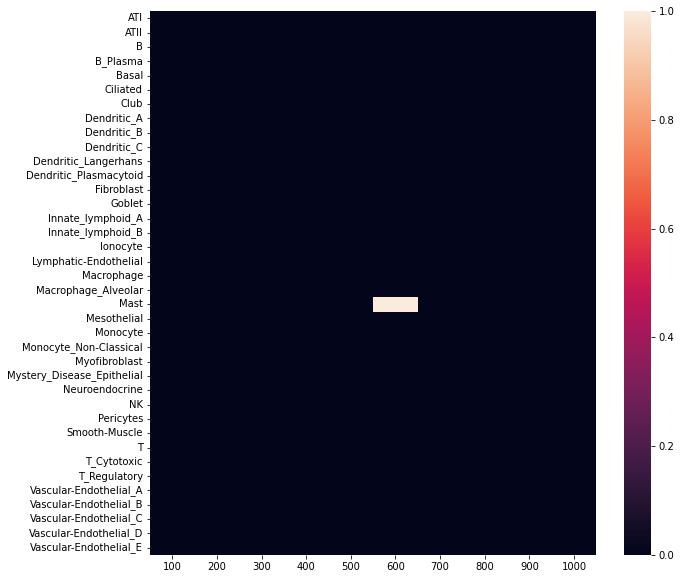 ATI
ATII
B
B_Plasma
Basal
Ciliated
Club
Dendritic_A
Dendritic_B
Dendritic_C
Dendritic_Langerhans
Dendritic_Plasmacytoid
Fibroblast
Goblet
Innate_lymphoid_A
Innate_lymphoid_B
Ionocyte
Lymphatic-Endothelial
Macrophage
Macrophage_Alveolar
Mast
Mesothelial
Monocyte
Monocyte_Non-Classical
Myofibroblast
Mystery_Disease_Epithelial
Neuroendocrine
NK
Pericytes
Smooth-Muscle
T
T_Cytotoxic
T_Regulatory
Vascular-Endothelial_A
Vascular-Endothelial_B
Vascular-Endothelial_C
Vascular-Endothelial_D
Vascular-Endothelial_E
100 200 300 400 500 600 700 800 900 1000
1.0
0.8
0.6
0.4
0.2
0.0